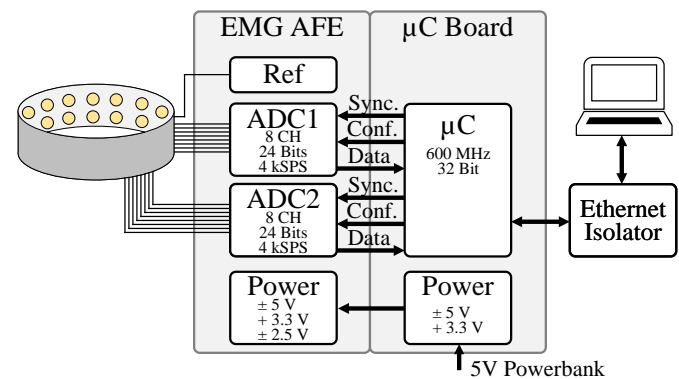 EMG AFE
µC Board
Ref
ADC1
8 CH
24 Bits
4 kSPS
Sync.
Conf.
Data
ADC2
8 CH
24 Bits
4 kSPS
Sync.
Conf.
Data
µC
600 MHz
32 Bit
Ethernet
Isolator
Power
± 5 V
+ 3.3 V
± 2.5 V
Power
± 5 V
+ 3.3 V
5V Powerbank